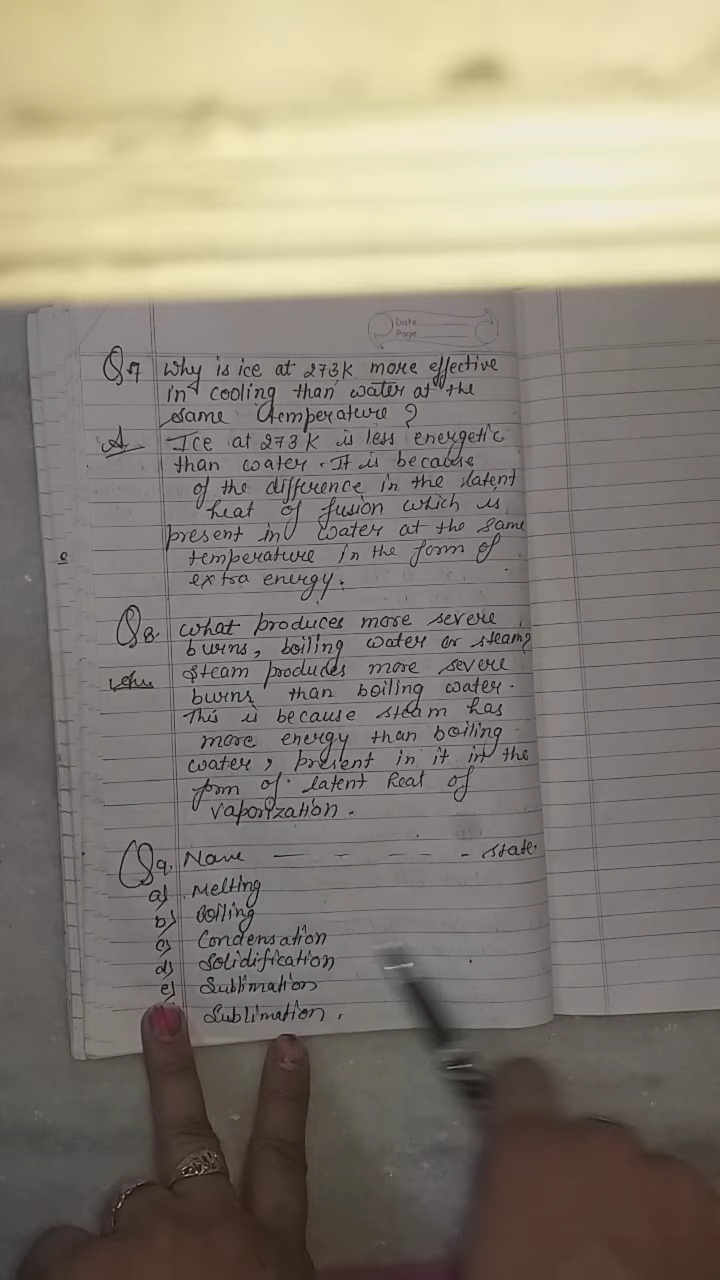 Date
Page
Q7 Why is ice at 273K more effective
in cooling than water at the
same temperature ?
A Ice at 273K is less energetic
than water. It is because
of the difference in the latent
heat of fusion which is
present in water at the same
temperature in the form of
extra energy.
Q8. What produces more severe
burns, boiling water or steam?
Ans Steam produces more severe
burns than boiling water.
This is because steam has
more energy than boiling
water, present in it in the
form of latent heat of
vaporization.
Q9. Name - - - - state.
a) Melting
b) Boiling
c) Condensation
d) Solidification
e) Sublimation
Sublimation.